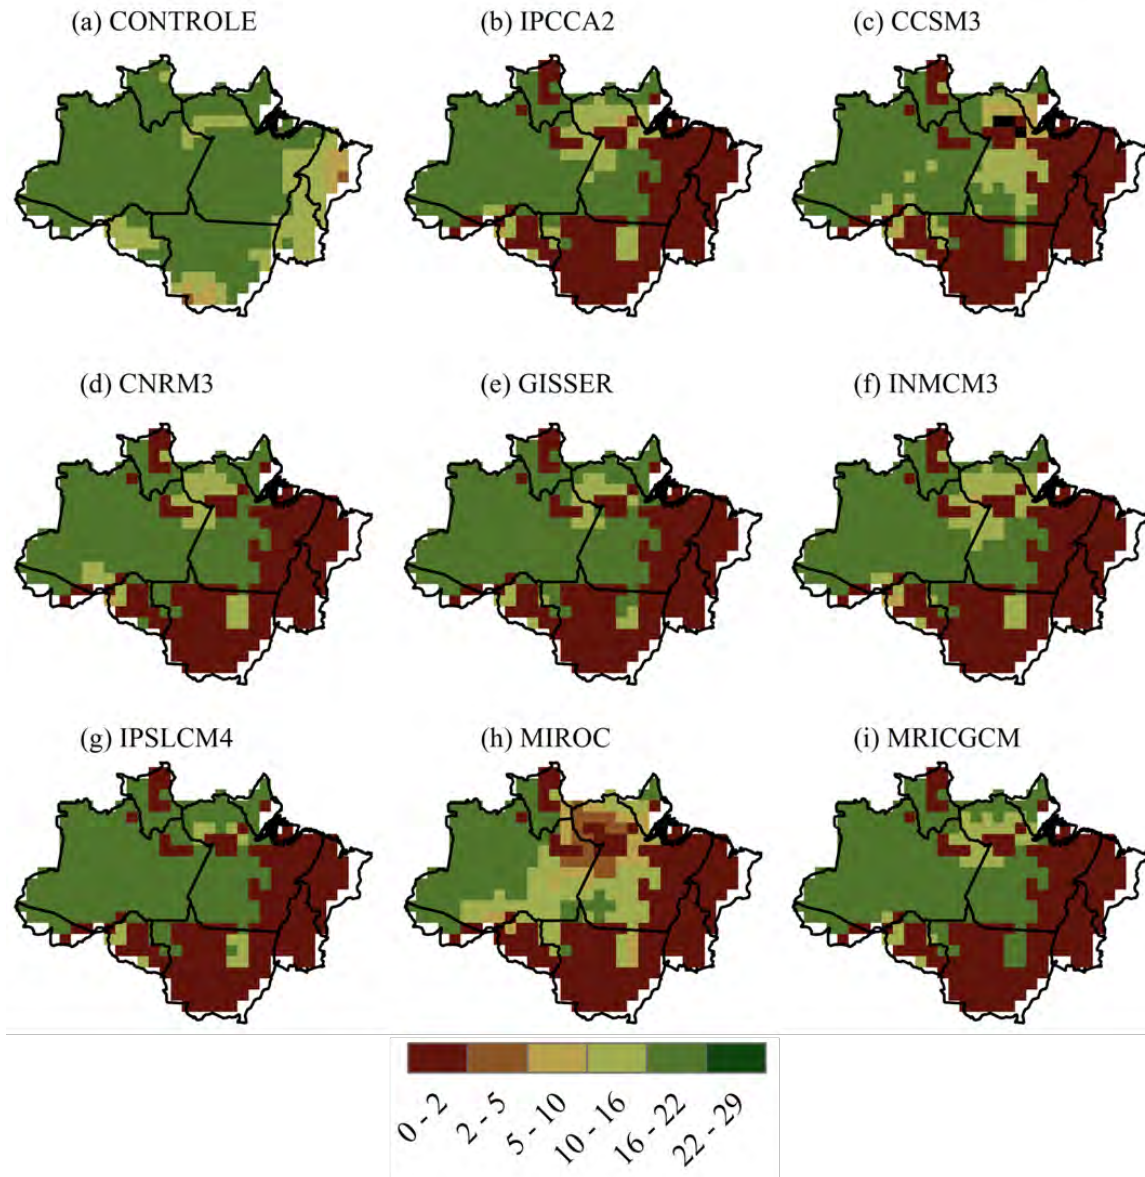 (a) CONTROLE
(b) IPCCA2
(c) CCSM3
(d) CNRM3
(e) GISSER
(f) INMCM3
(g) IPSLCM4
(h) MIROC
(i) MRICGCM
0 - 2
2 - 5
5 - 10
10 - 16
16 - 22
22 - 29